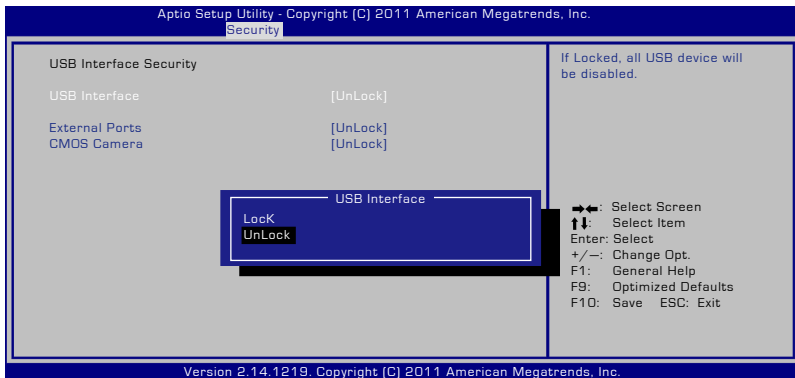 Aptio Setup Utility - Copyright (C) 2011 American Megatrends, Inc.
Security
USB Interface Security
USB Interface [UnLock]
External Ports [UnLock]
CMOS Camera [UnLock]
USB Interface
LocK
UnLock
If Locked, all USB device will
be disabled.
→←: Select Screen
↑↓: Select Item
Enter: Select
+/—: Change Opt.
F1: General Help
F9: Optimized Defaults
F10: Save ESC: Exit
Version 2.14.1219. Copyright (C) 2011 American Megatrends, Inc.